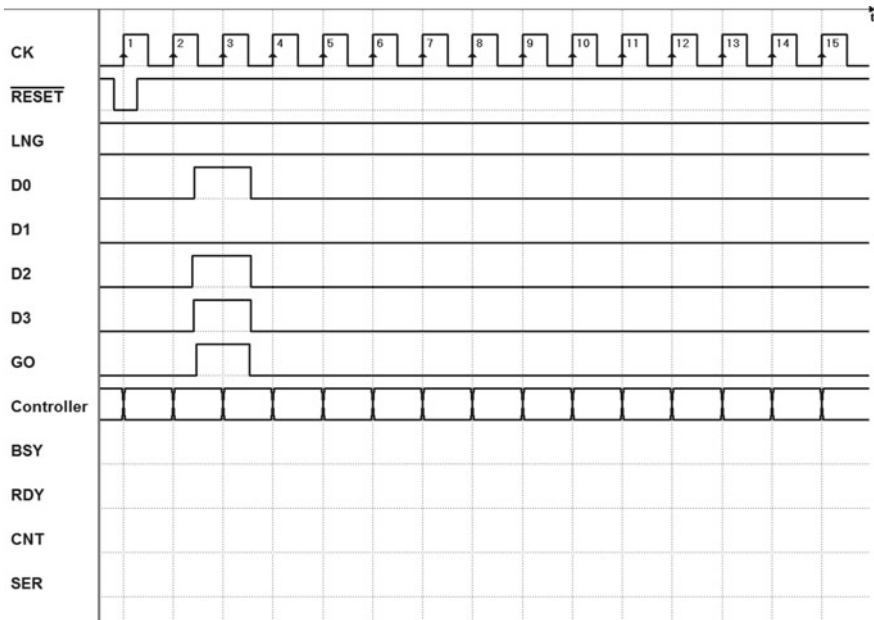 t
CK 1 2 3 4 5 6 7 8 9 10 11 12 13 14 15
RESET
LNG
D0
D1
D2
D3
GO
Controller
BSY
RDY
CNT
SER